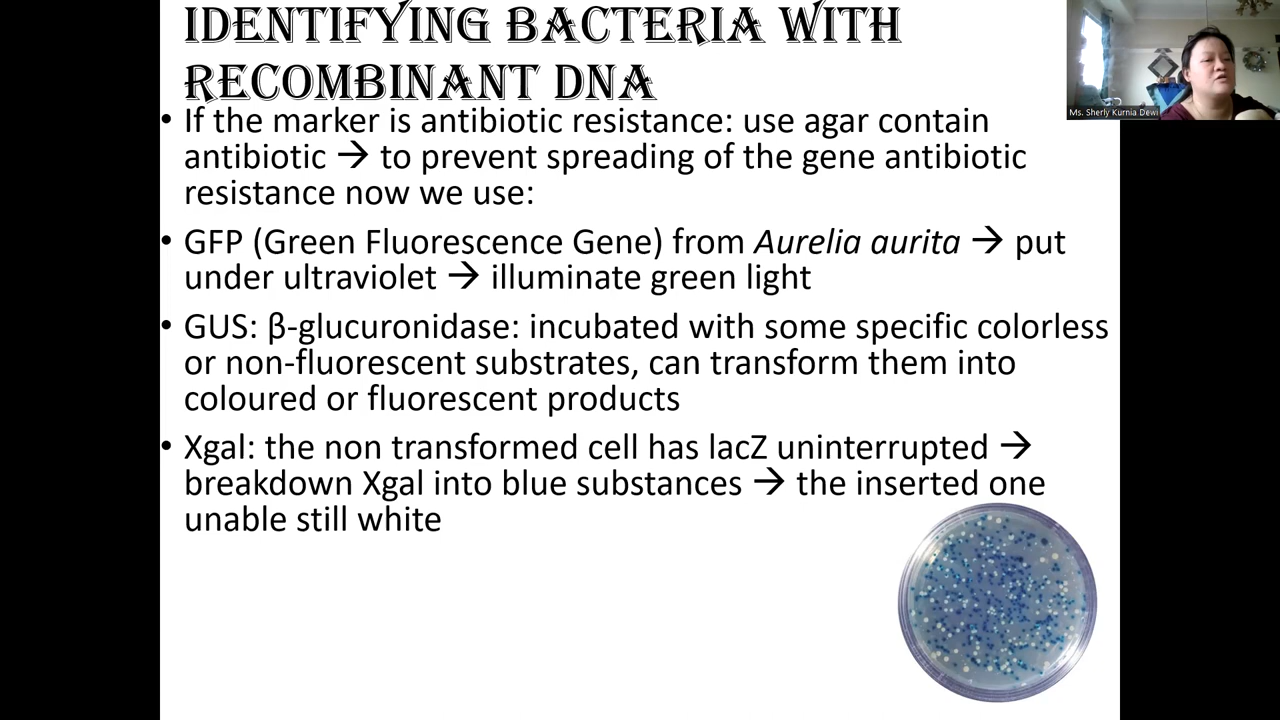 IDENTIFYING BACTERIA WITH
RECOMBINANT DNA
• If the marker is antibiotic resistance: use agar contain
antibiotic → to prevent spreading of the gene antibiotic
resistance now we use:
• GFP (Green Fluorescence Gene) from Aurelia aurita → put
under ultraviolet → illuminate green light
• GUS: β-glucuronidase: incubated with some specific colorless
or non-fluorescent substrates, can transform them into
coloured or fluorescent products
• Xgal: the non transformed cell has lacZ uninterrupted →
breakdown Xgal into blue substances → the inserted one
unable still white
Ms. Sherly Kurnia Dewi